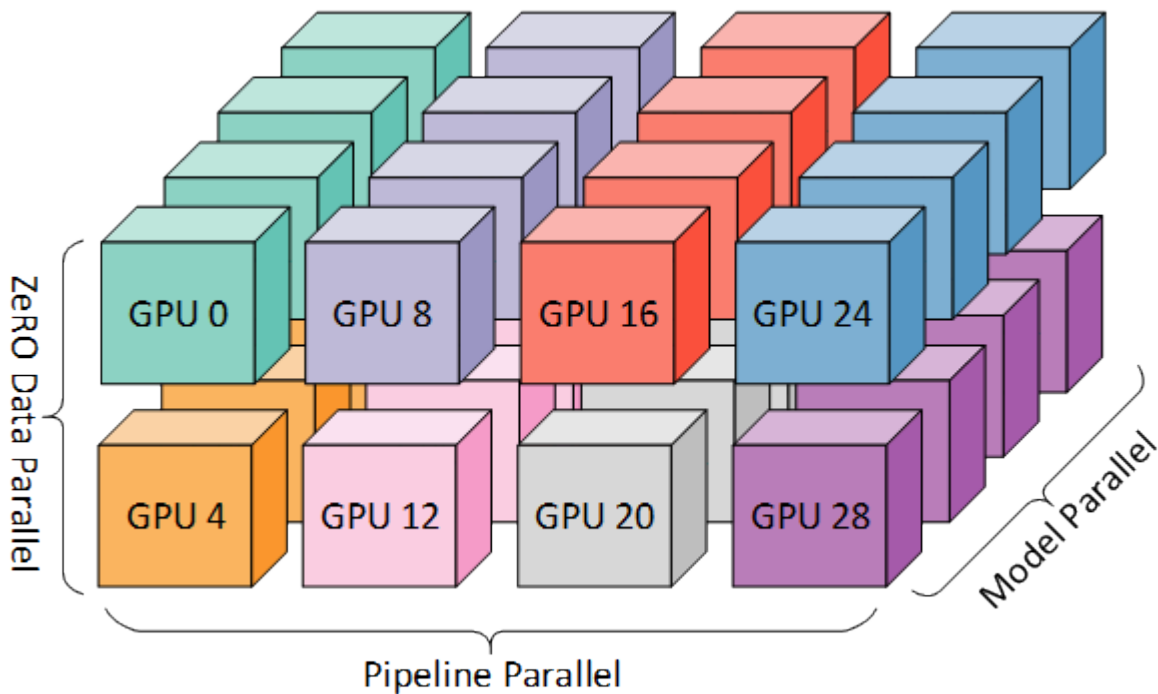 GPU 0
GPU 8
GPU 16
GPU 24
ZeRO Data Parallel
GPU 4
GPU 12
GPU 20
GPU 28
Model Parallel
Pipeline Parallel